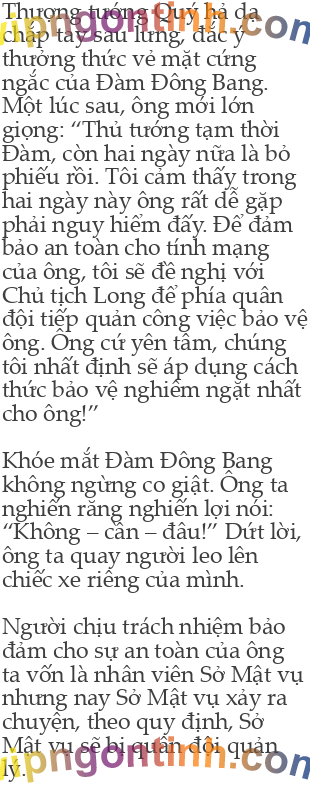 Thượng tướng Quý hả dạ
chắp tay sau lưng, đắc ý
thưởng thức vẻ mặt cứng
ngắc của Đàm Đông Bang.
Một lúc sau, ông mới lớn
giọng: “Thủ tướng tạm thời
Đàm, còn hai ngày nữa là bỏ
phiếu rồi. Tôi cảm thấy trong
hai ngày này ông rất dễ gặp
phải nguy hiểm đấy. Để đảm
bảo an toàn cho tính mạng
của ông, tôi sẽ đề nghị với
Chủ tịch Long để phía quân
đội tiếp quản công việc bảo vệ
ông. Ông cứ yên tâm, chúng
tôi nhất định sẽ áp dụng cách
thức bảo vệ nghiêm ngặt nhất
cho ông!”
Khóe mắt Đàm Đông Bang
không ngừng co giật. Ông ta
nghiến răng nghiến lợi nói:
“Không – cần – đâu!” Dứt lời,
ông ta quay người leo lên
chiếc xe riêng của mình.
Người chịu trách nhiệm bảo
đảm cho sự an toàn của ông
ta vốn là nhân viên Sở Mật vụ
nhưng nay Sở Mật vụ xảy ra
chuyện, theo quy định, Sở
Mật vụ sẽ bị quân đội quản
lý.
vipngontinh.com
vipngontinh.com